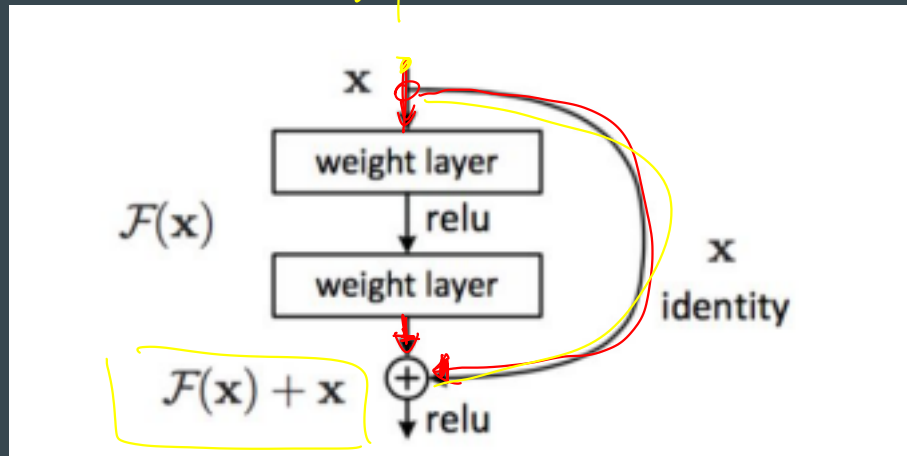 x
weight layer
F(x)
relu
weight layer
x
identity
F(x) + x
relu